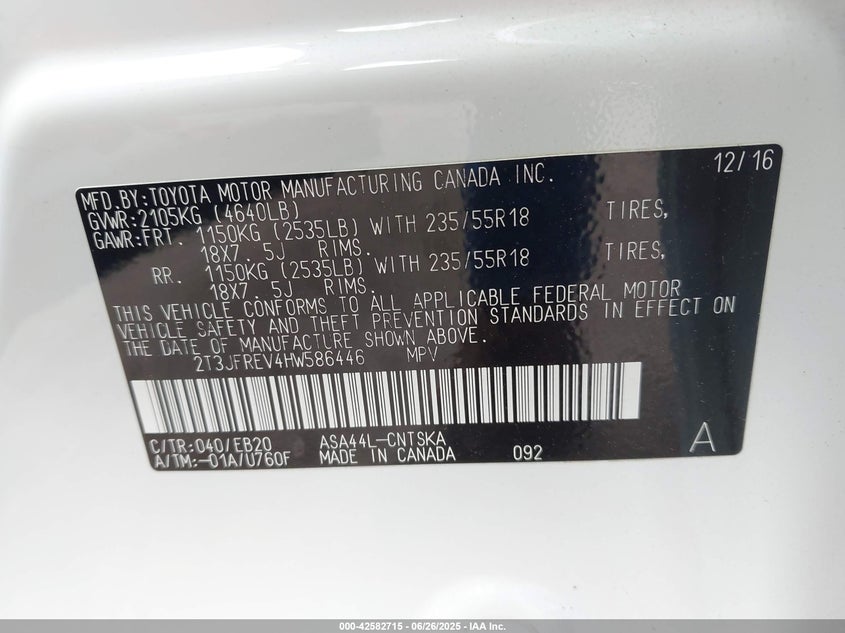 12/16
MFD.BY:TOYOTA MOTOR MANUFACTURING CANADA INC.
GVWR:2105KG (4640LB)
GAWR:FRT. 1150KG (2535LB) WITH 235/55R18 TIRES,
18X7.5J RIMS.
RR. 1150KG (2535LB) WITH 235/55R18 TIRES,
18X7.5J RIMS.
THIS VEHICLE CONFORMS TO ALL APPLICABLE FEDERAL MOTOR
VEHICLE SAFETY AND THEFT PREVENTION STANDARDS IN EFFECT ON
THE DATE OF MANUFACTURE SHOWN ABOVE.
2T3JFREV4HW586446 MPV
C/TR:040/EB20 ASA44L-CNTSKA
A/TM:-01A/U760F MADE IN CANADA 092 A
000-42582715 - 06/26/2025 - IAA Inc.